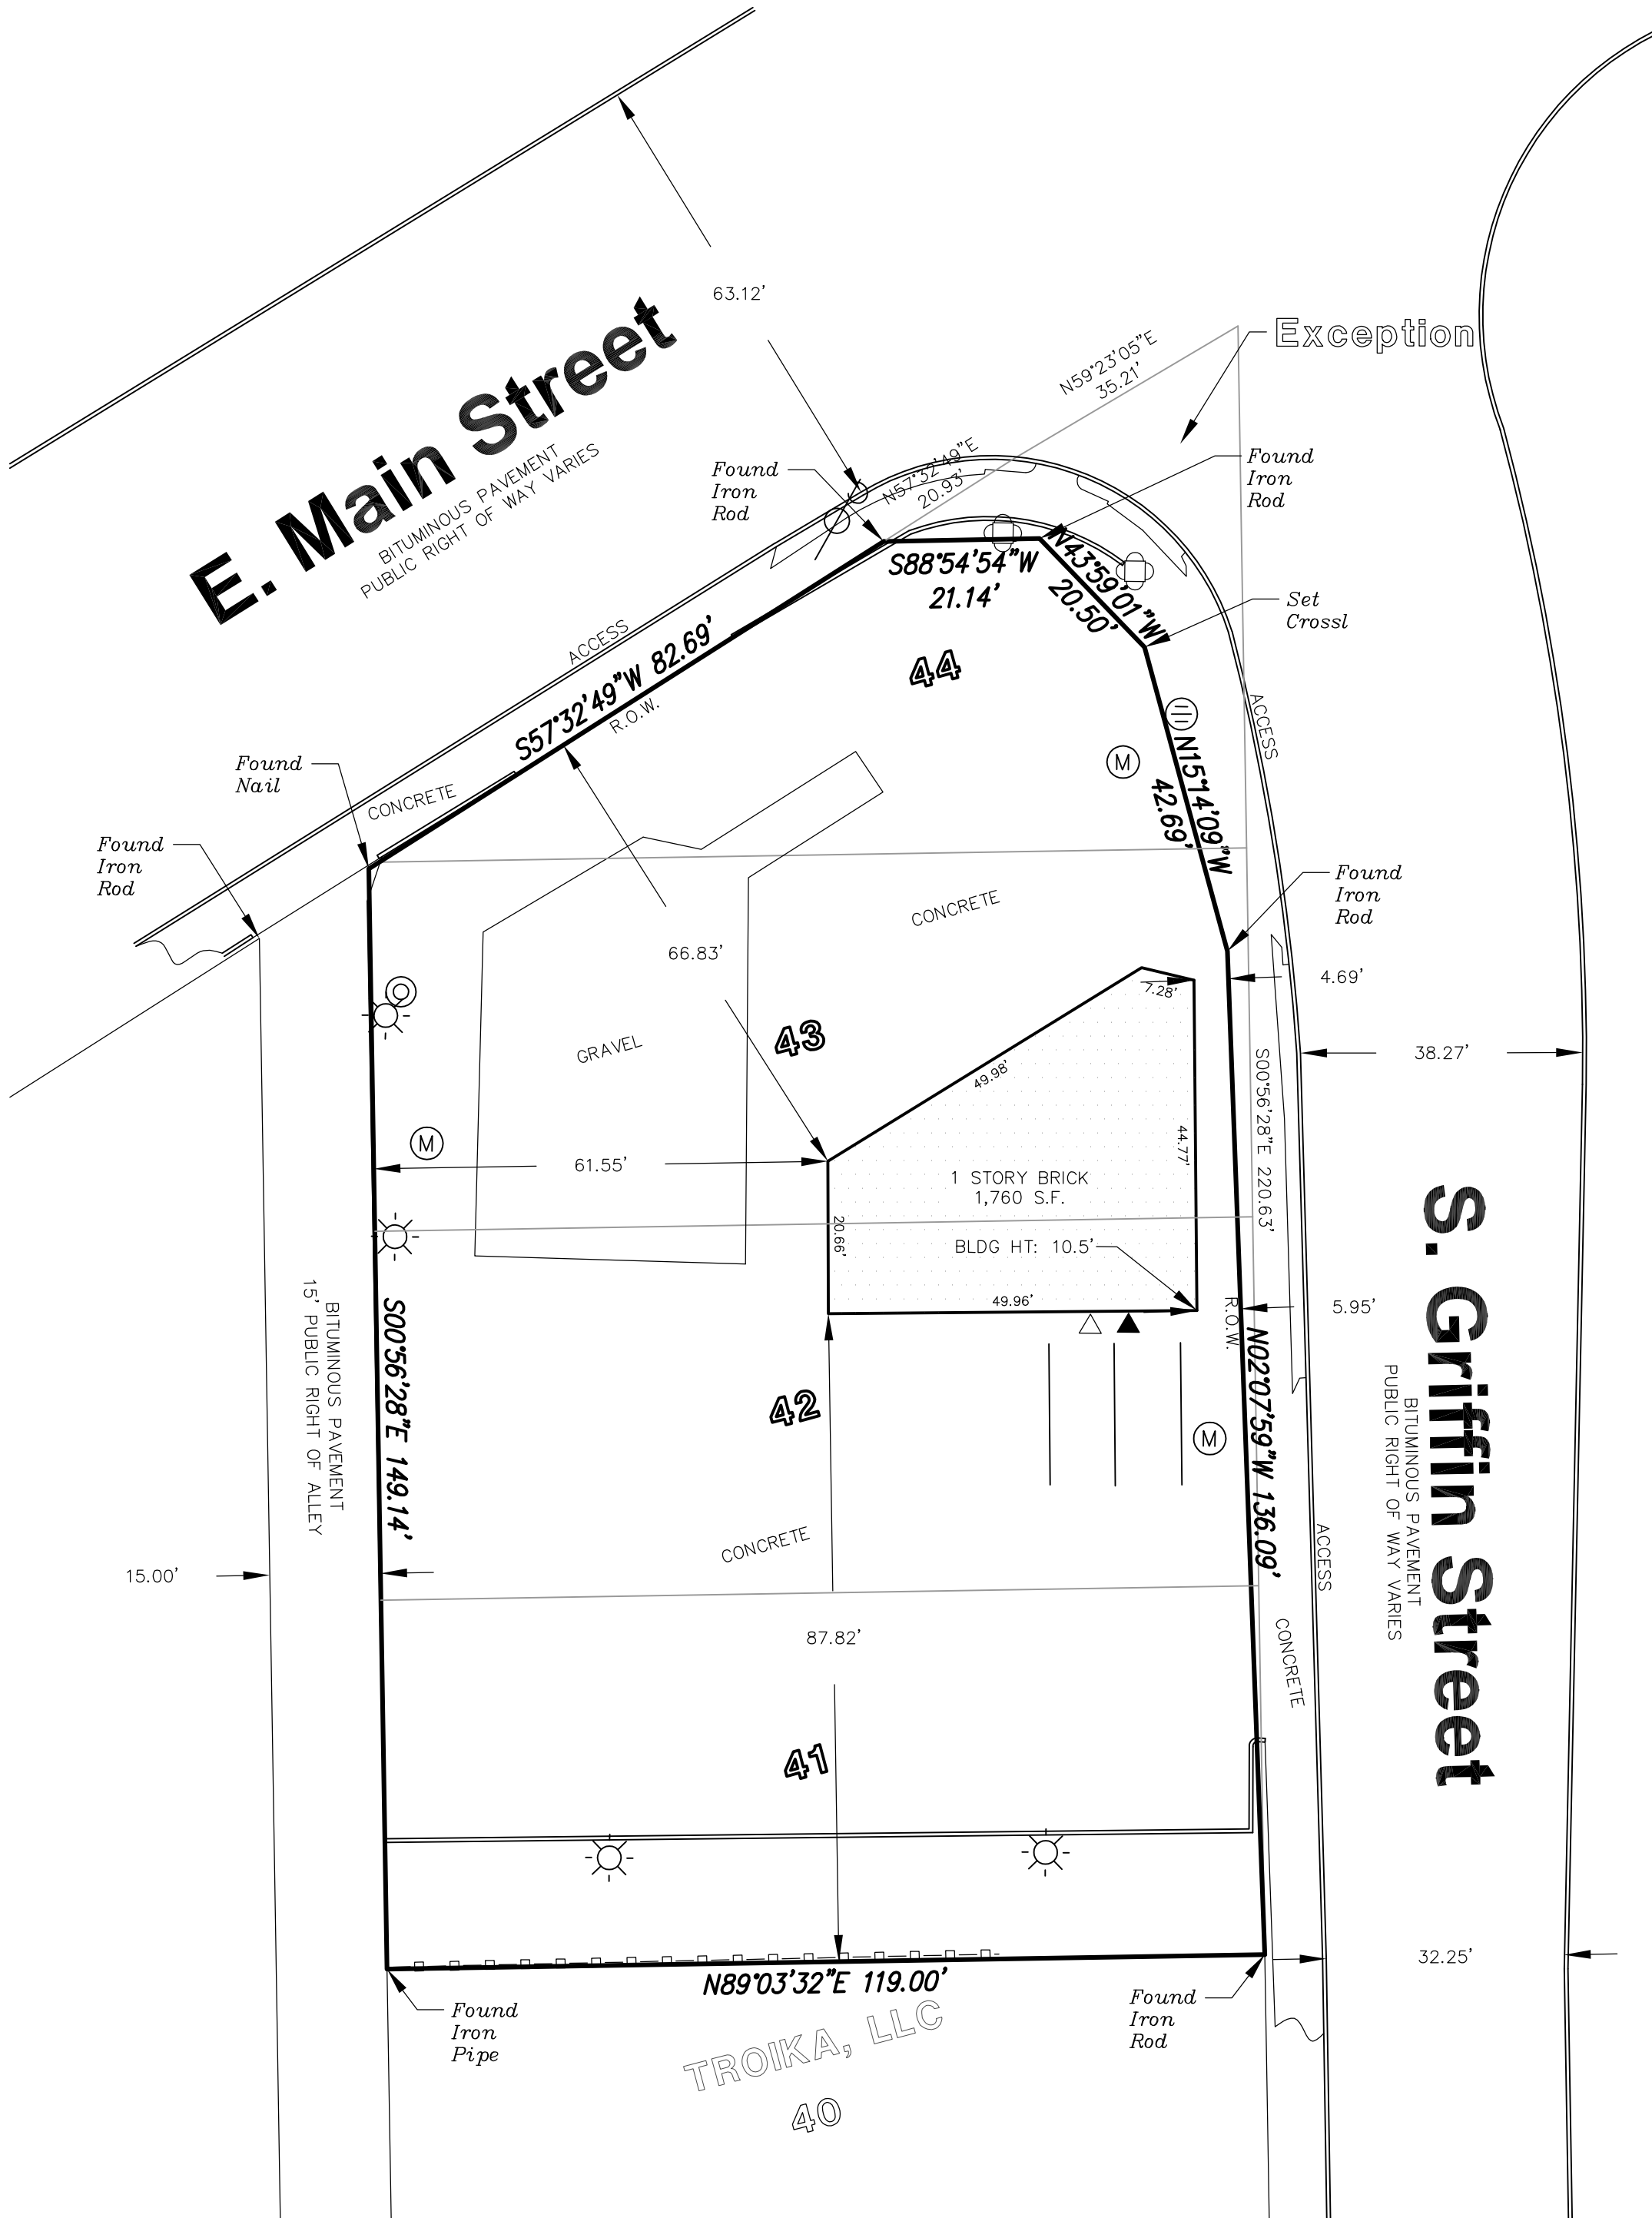 63.12'
E. Main Street
BITUMINOUS PAVEMENT
PUBLIC RIGHT OF WAY VARIES
Exception
N59°23'05"E
35.21'
N57°32'49"E
20.93'
Found
Iron
Rod
Found
Iron
Rod
S88°54'54"W
21.14'
N43°59'01"W
20.50'
Set
Crossl
ACCESS
S57°32'49"W 82.69'
R.O.W.
44
ACCESS
Found
Nail
CONCRETE
M
N15°14'09"W
42.69'
Found
Iron
Rod
Found
Iron
Rod
CONCRETE
66.83'
4.69'
7.28'
43
GRAVEL
49.98'
38.27'
S00°56'28"E 220.63'
M
44.77'
61.55'
1 STORY BRICK
1,760 S.F.
20.66'
BLDG HT: 10.5'
49.96'
R.O.W.
5.95'
S. Griffin Street
BITUMINOUS PAVEMENT
PUBLIC RIGHT OF WAY VARIES
BITUMINOUS PAVEMENT
15' PUBLIC RIGHT OF ALLEY
S00°56'28"E 149.14'
42
M
N02°07'59"W 136.09'
CONCRETE
ACCESS
15.00'
87.82'
CONCRETE
41
32.25'
N89°03'32"E 119.00'
Found
Iron
Pipe
Found
Iron
Rod
TROIKA, LLC
40